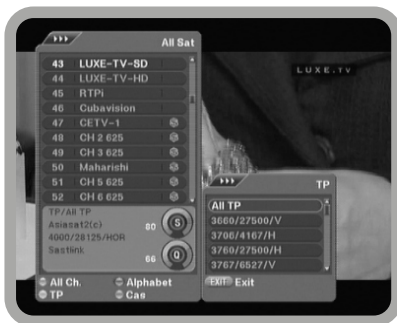 All Sat
43 LUXE-TV-SD
44 LUXE-TV-HD
45 RTPi
46 Cubavision
47 CETV-1
48 CH 2 625
49 CH 3 625
50 Maharishi
51 CH 5 625
52 CH 6 625
TP/All TP
Asiasat2(c)
4000/28125/HOR
Sastlink
80 S
66 Q
All Ch. Alphabet
TP Cas
LUXE.TV
TP
All TP
3660/27500/V
3706/4167/H
3760/27500/H
3767/6527/V
EXIT Exit